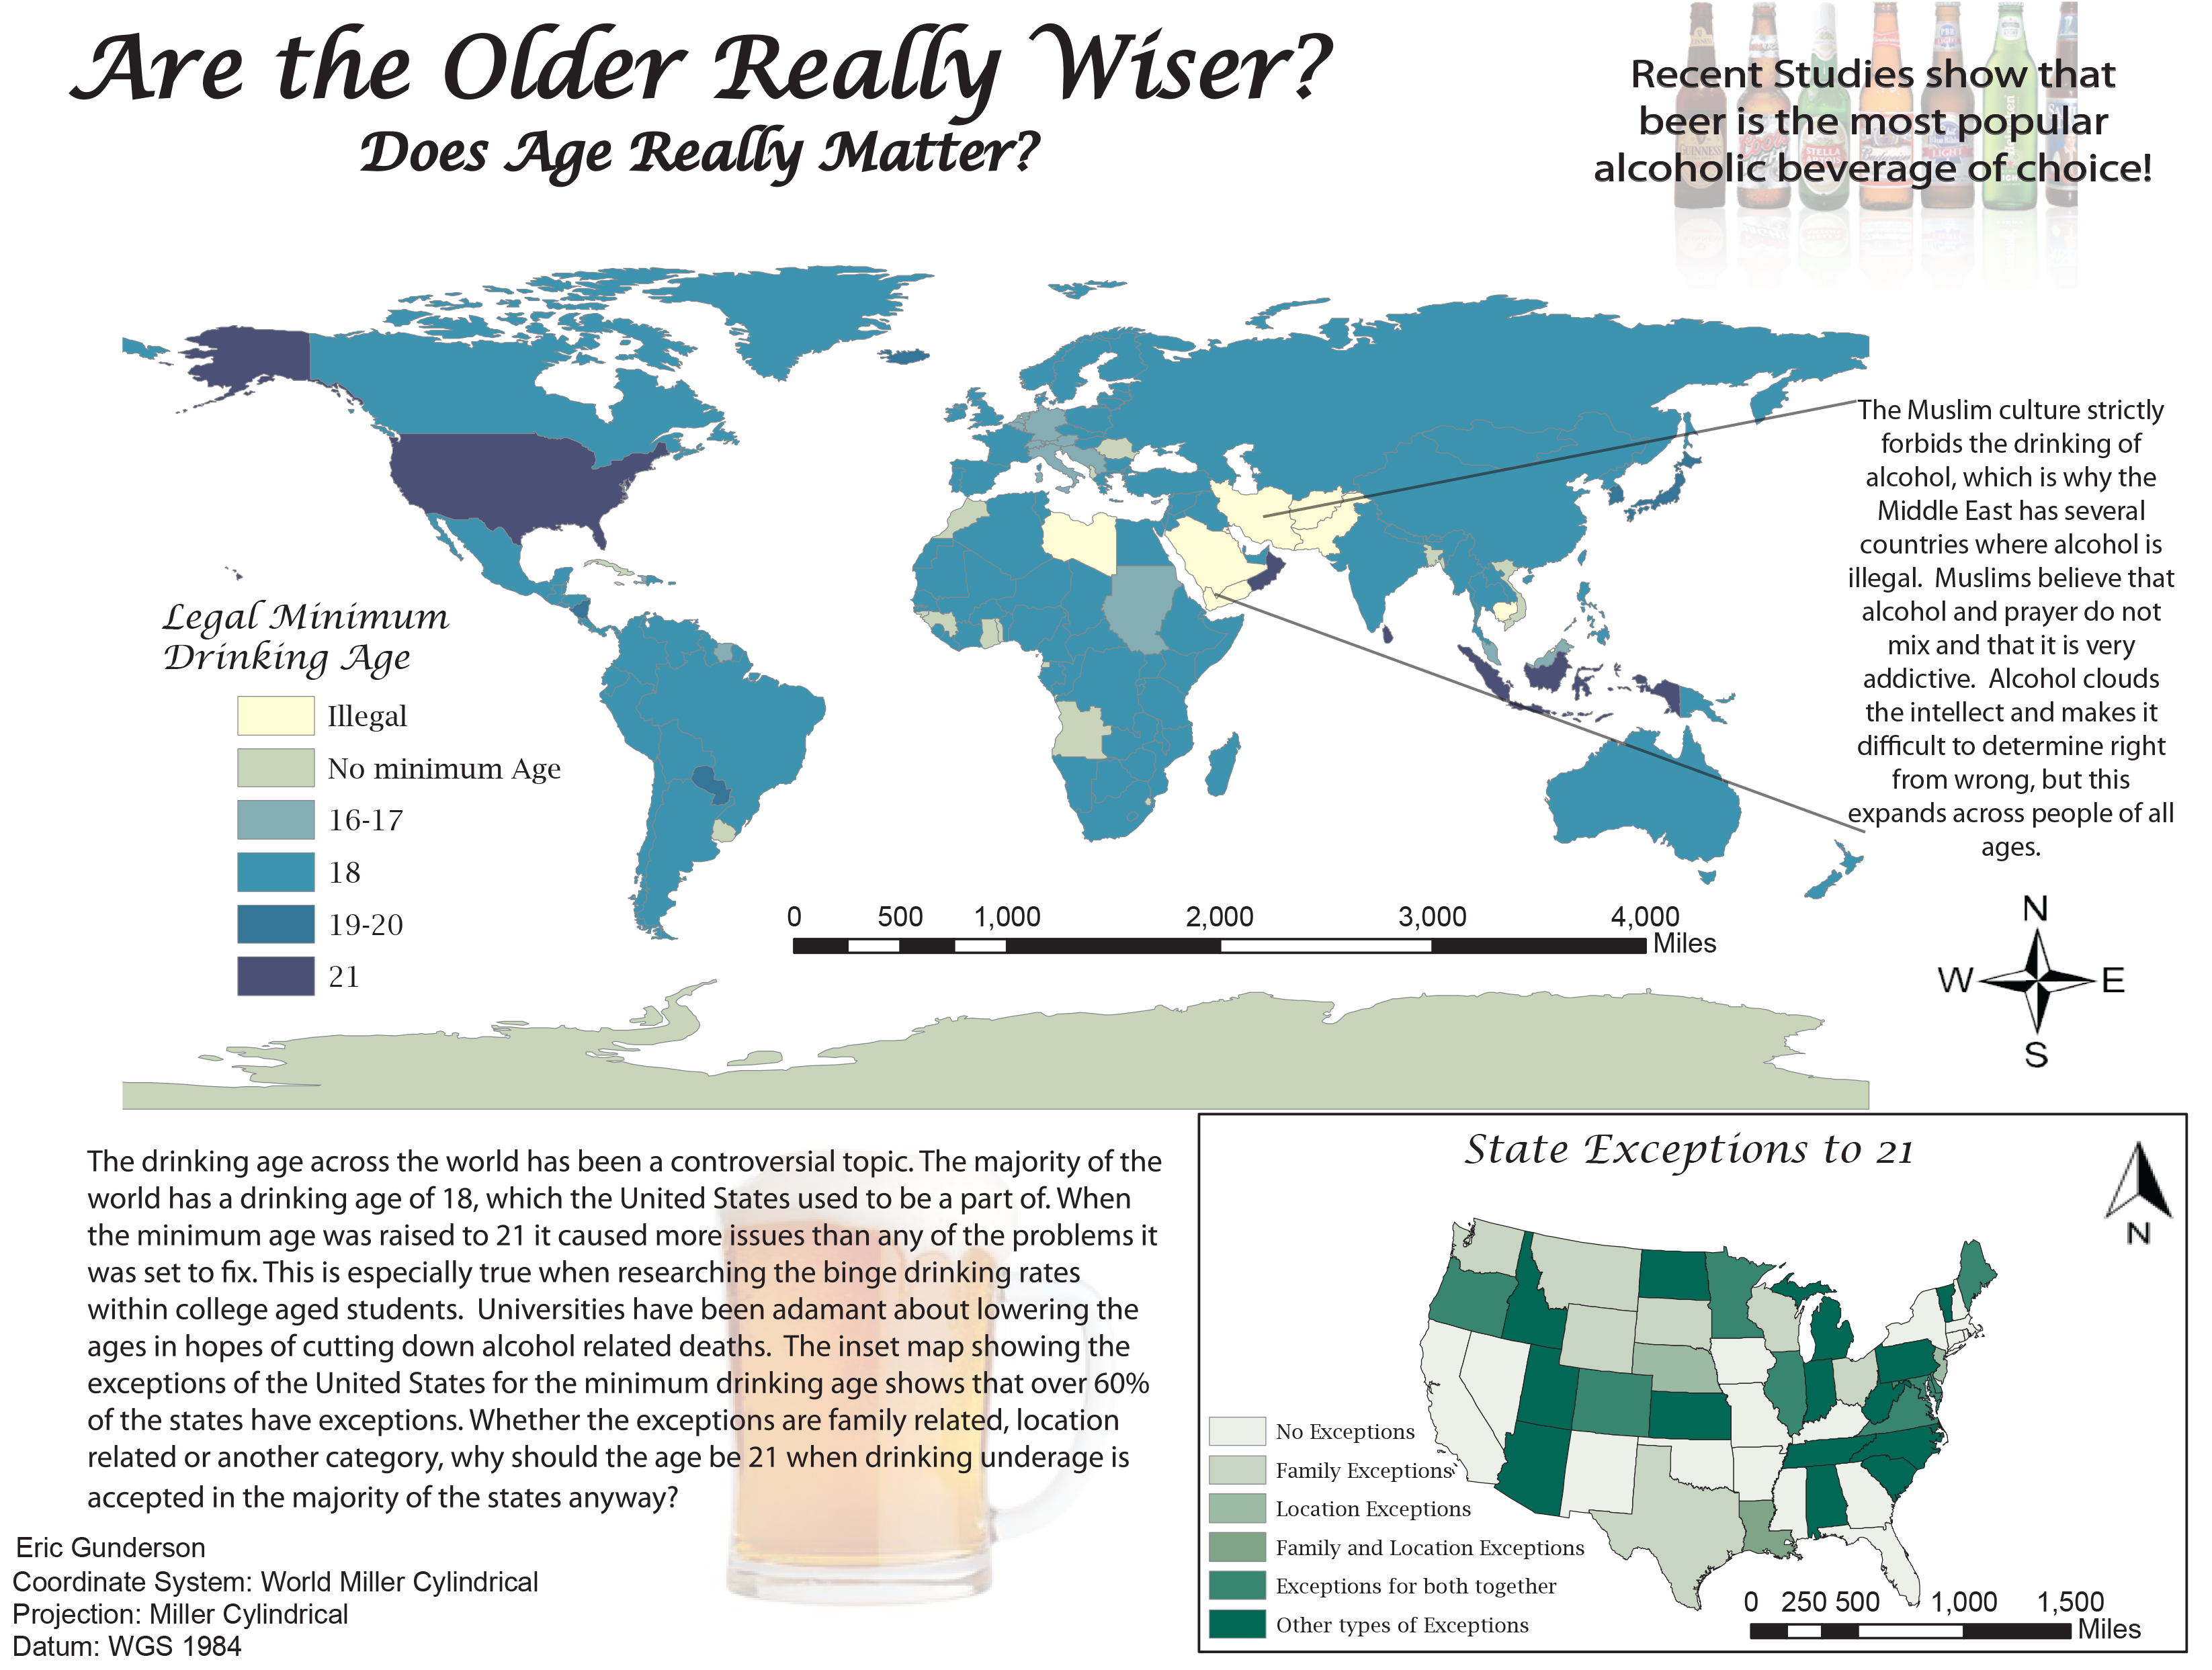 Are the Older Really Wiser?
Does Age Really Matter?
Recent Studies show that
beer is the most popular
alcoholic beverage of choice!
The Muslim culture strictly
forbids the drinking of
alcohol, which is why the
Middle East has several
countries where alcohol is
illegal.  Muslims believe that
alcohol and prayer do not
mix and that it is very
addictive.  Alcohol clouds
the intellect and makes it
difficult to determine right
from wrong, but this
expands across people of all
ages.
Legal Minimum
Drinking Age
Illegal
No minimum Age
16-17
18
19-20
21
0 500 1,000 2,000 3,000 4,000
Miles
N
W E
S
The drinking age across the world has been a controversial topic. The majority of the
world has a drinking age of 18, which the United States used to be a part of. When
the minimum age was raised to 21 it caused more issues than any of the problems it
was set to fix. This is especially true when researching the binge drinking rates
within college aged students.  Universities have been adamant about lowering the
ages in hopes of cutting down alcohol related deaths.  The inset map showing the
exceptions of the United States for the minimum drinking age shows that over 60%
of the states have exceptions. Whether the exceptions are family related, location
related or another category, why should the age be 21 when drinking underage is
accepted in the majority of the states anyway?
Eric Gunderson
Coordinate System: World Miller Cylindrical
Projection: Miller Cylindrical
Datum: WGS 1984
State Exceptions to 21
N
No Exceptions
Family Exceptions
Location Exceptions
Family and Location Exceptions
Exceptions for both together
Other types of Exceptions
0 250 500 1,000 1,500
Miles